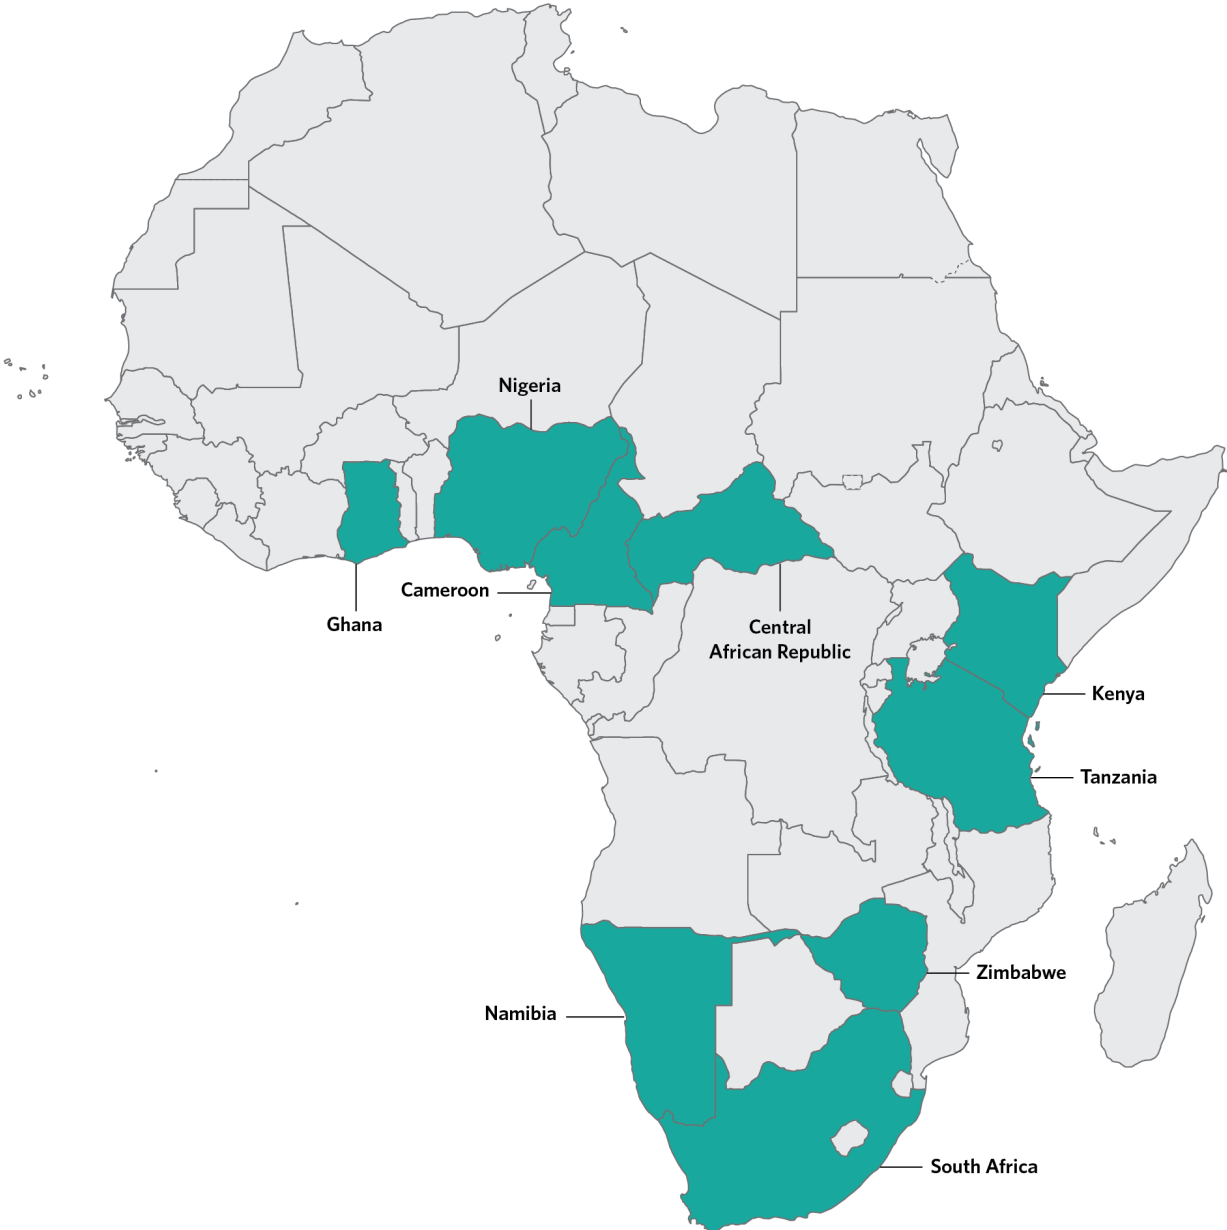 Nigeria
Cameroon
Ghana
Central
African Republic
Kenya
Tanzania
Zimbabwe
Namibia
South Africa